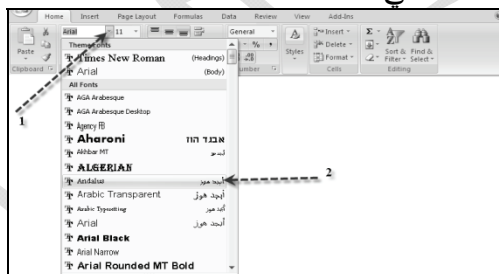 Home Insert Page Layout Formulas Data Review View Add-Ins
Arial 11 General Insert Σ
Paste % Styles Delete Sort & Find &
Format Filter Select
Clipboard Number Cells Editing
Theme Fonts
Times New Roman (Headings)
Arial (Body)
All Fonts
AGA Arabesque
AGA Arabesque Desktop
Agency FB
Aharoni אבגד הוז
Akhbar MT
ALGERIAN
Andalus أبجد هوز
Arabic Transparent أبجد هوز
Arabic Typesetting أبجد هوز
Arial أبجد هوز
Arial Black
Arial Narrow
Arial Rounded MT Bold
1
2